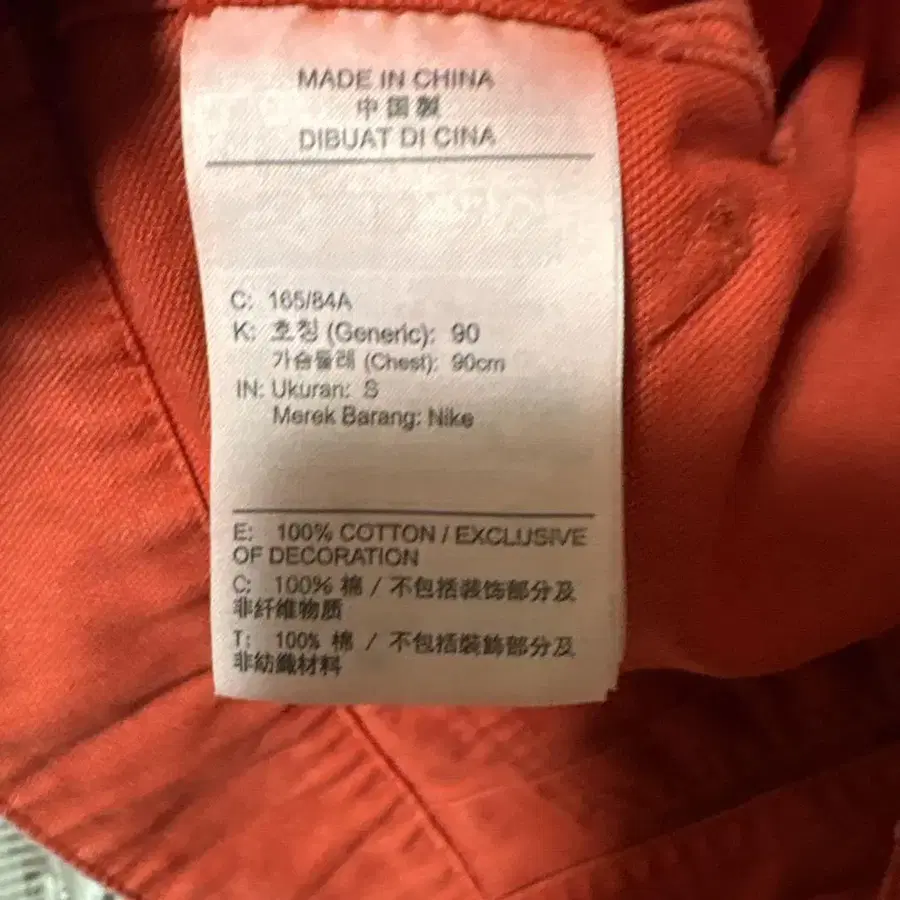 MADE IN CHINA
中国製
DIBUAT DI CINA
C: 165/84A
K: 호칭 (Generic): 90
가슴둘레 (Chest): 90cm
IN: Ukuran: S
Merek Barang: Nike
E: 100% COTTON / EXCLUSIVE
OF DECORATION
C: 100% 棉 / 不包括装饰部分及
非纤维物质
T: 100% 棉 / 不包括裝飾部分及
非紡織材料